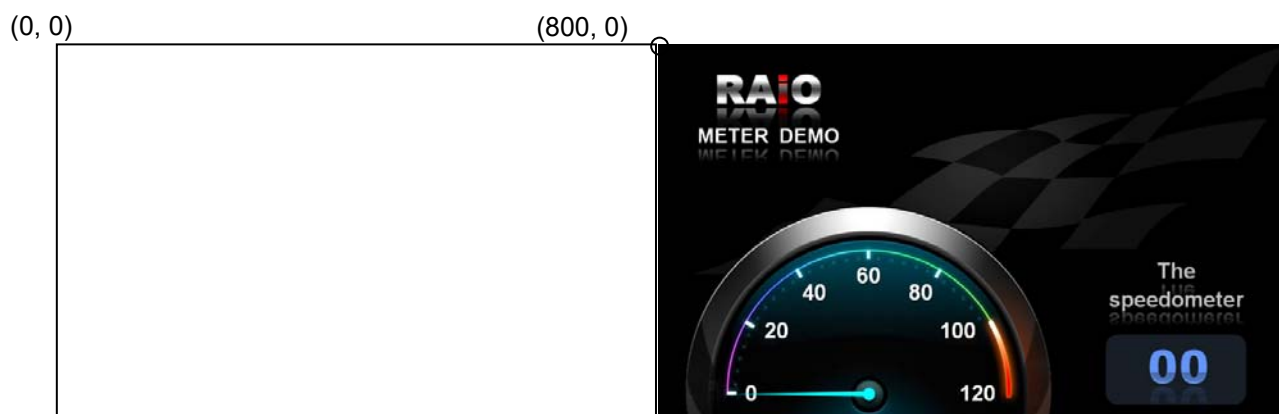 (0, 0)
(800, 0)
RAiO
METER DEMO
60
40
80
20
100
0
120
The
speedometer
00